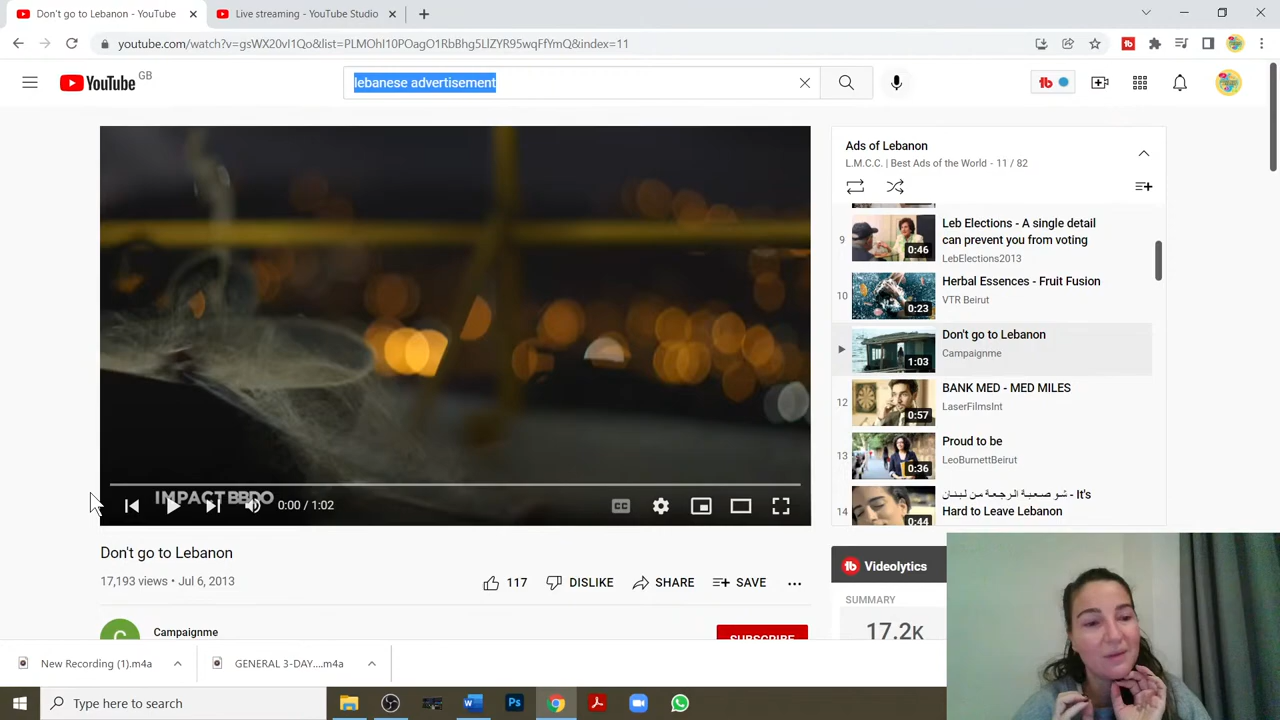 Don't go to Lebanon - YouTube
Live streaming - YouTube Studio
youtube.com/watch?v=gsWX20vI1Qo&list=PLMOhI10POagO1RbBhg5LlZYR95wqFfYmQ&index=11
YouTube GB
lebanese advertisement
Ads of Lebanon
L.M.C.C. | Best Ads of the World - 11 / 82
9
0:46
Leb Elections - A single detail
can prevent you from voting
LebElections2013
10
0:23
Herbal Essences - Fruit Fusion
VTR Beirut
1:03
Don't go to Lebanon
Campaignme
12
0:57
BANK MED - MED MILES
LaserFilmsInt
13
0:36
Proud to be
LeoBurnettBeirut
14
0:44
شو صعبة الرجعة من لبنان - It's
Hard to Leave Lebanon
IMPACT BBDO
0:00 / 1:02
CC
Don't go to Lebanon
17,193 views • Jul 6, 2013
117
DISLIKE
SHARE
SAVE
C
Campaignme
SUBSCRIBE
Videolytics
SUMMARY
17.2K
New Recording (1).m4a
GENERAL 3-DAY....m4a
Type here to search